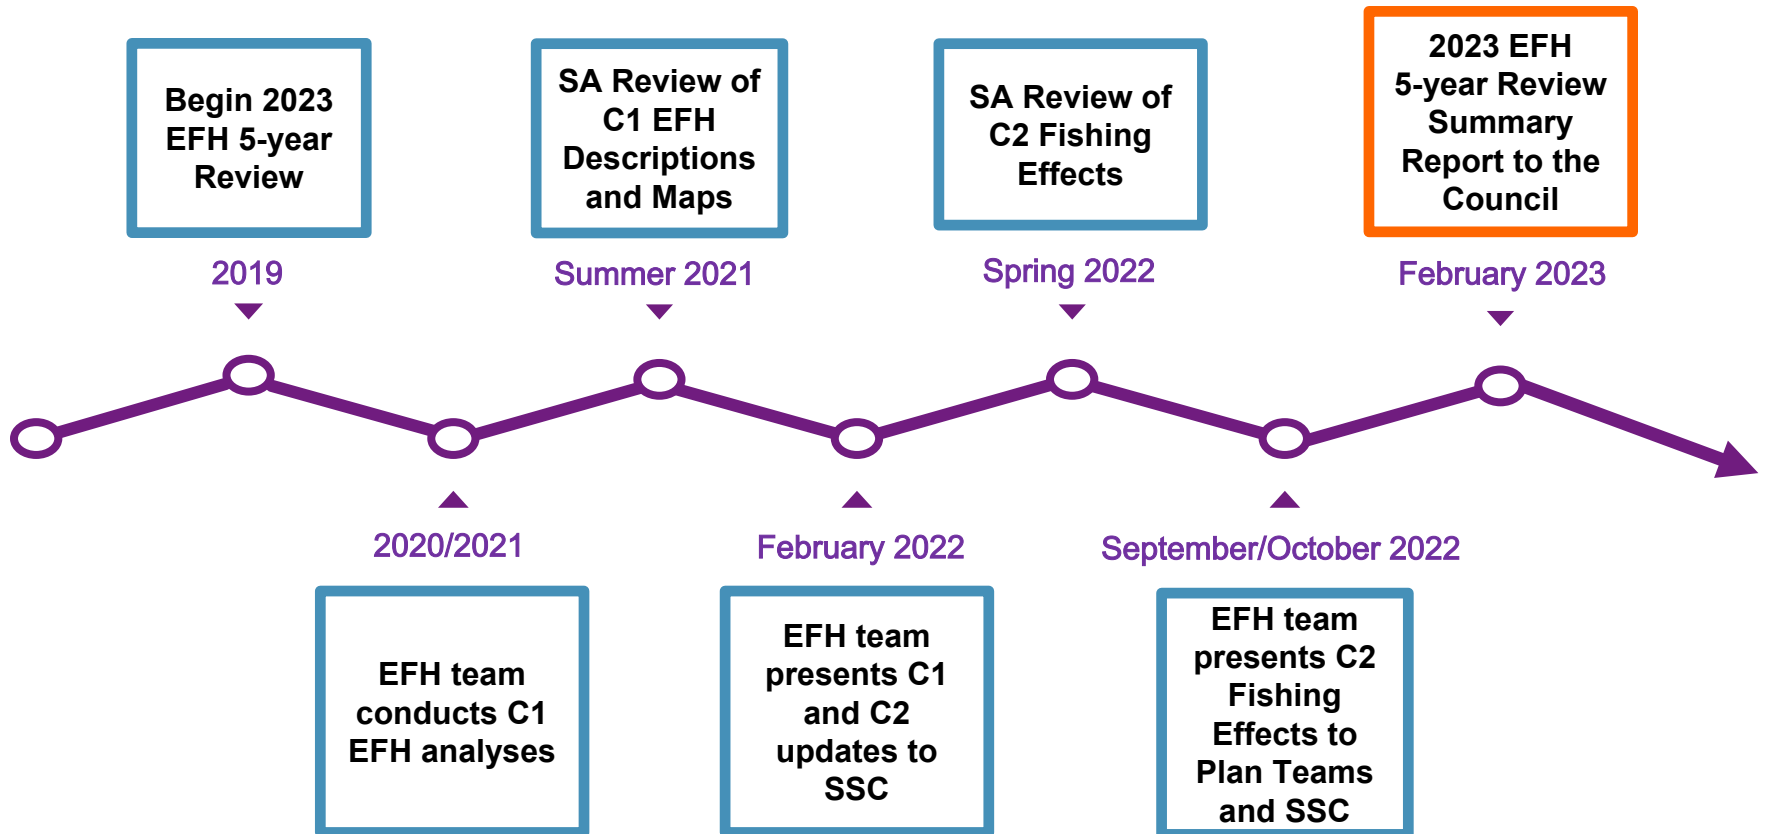 Begin 2023
EFH 5-year
Review
2019
SA Review of
C1 EFH
Descriptions
and Maps
Summer 2021
SA Review of
C2 Fishing
Effects
Spring 2022
2023 EFH
5-year Review
Summary
Report to the
Council
February 2023
2020/2021
EFH team
conducts C1
EFH analyses
February 2022
EFH team
presents C1
and C2
updates to
SSC
September/October 2022
EFH team
presents C2
Fishing
Effects to
Plan Teams
and SSC